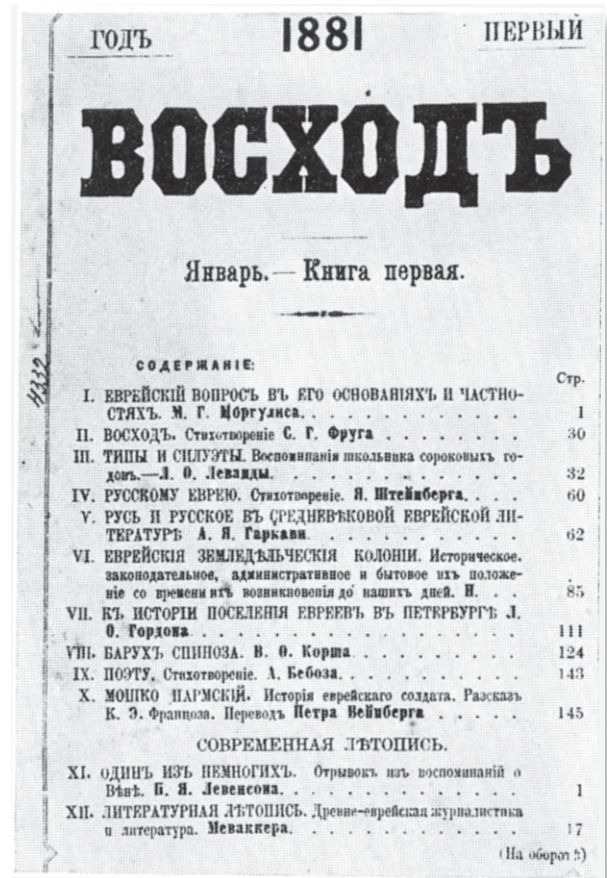 ГОДЪ 1881 ПЕРВЫЙ
ВОСХОДЪ
Январь.—Книга первая.
4332
СОДЕРЖАНІЕ:
Стр.
I. ЕВРЕЙСКІЙ ВОПРОСЪ ВЪ ЕГО ОСНОВАНІЯХЪ И ЧАСТНО-
СТЯХЪ. М. Г. Моргулиса. . . . . . . . . . . . . 1
II. ВОСХОДЪ. Стихотвореніе С. Г. Фруга . . . . . . . . 30
III. ТИПЫ И СИЛУЭТЫ. Воспоминанія школьника сороковыхъ го-
довъ.—Л. О. Леванды. . . . . . . . . . . . . . 32
IV. РУССКОМУ ЕВРЕЮ. Стихотвореніе. Я. Штейнберга. . . . 60
V. РУСЬ И РУССКОЕ ВЪ СРЕДНЕВѢКОВОЙ ЕВРЕЙСКОЙ ЛИ-
ТЕРАТУРѢ А. Я. Гаркави. . . . . . . . . . . . . 62
VI. ЕВРЕЙСКІЯ ЗЕМЛЕДѢЛЬЧЕСКІЯ КОЛОНІИ. Историческое,
законодательное, административное и бытовое ихъ положе-
ніе со времени ихъ возникновенія до нашихъ дней. Н. . . 85
VII. КЪ ИСТОРІИ ПОСЕЛЕНІЯ ЕВРЕЕВЪ ВЪ ПЕТЕРБУРГѢ Л.
О. Гордона. . . . . . . . . . . . . . . . . . 111
VIII. БАРУХЪ СПИНОЗА. В. Ѳ. Корша. . . . . . . . . . 124
IX. ПОЭТУ. Стихотвореніе. А. Бебоза. . . . . . . . . . 143
X. МОШКО ПАРМСКІЙ. Исторія еврейскаго солдата. Разсказъ
К. Э. Француза. Переводъ Петра Вейнберга . . . . . 145
СОВРЕМЕННАЯ ЛѢТОПИСЬ.
XI. ОДИНЪ ИЗЪ НЕМНОГИХЪ. Отрывокъ изъ воспоминаній о
Вѣнѣ. П. Я. Левенсона. . . . . . . . . . . . . 1
XII. ЛИТЕРАТУРНАЯ ЛѢТОПИСЬ. Древне-еврейская журналистика
и литература. Меваккера. . . . . . . . . . . . . 17
(На оборотѣ)